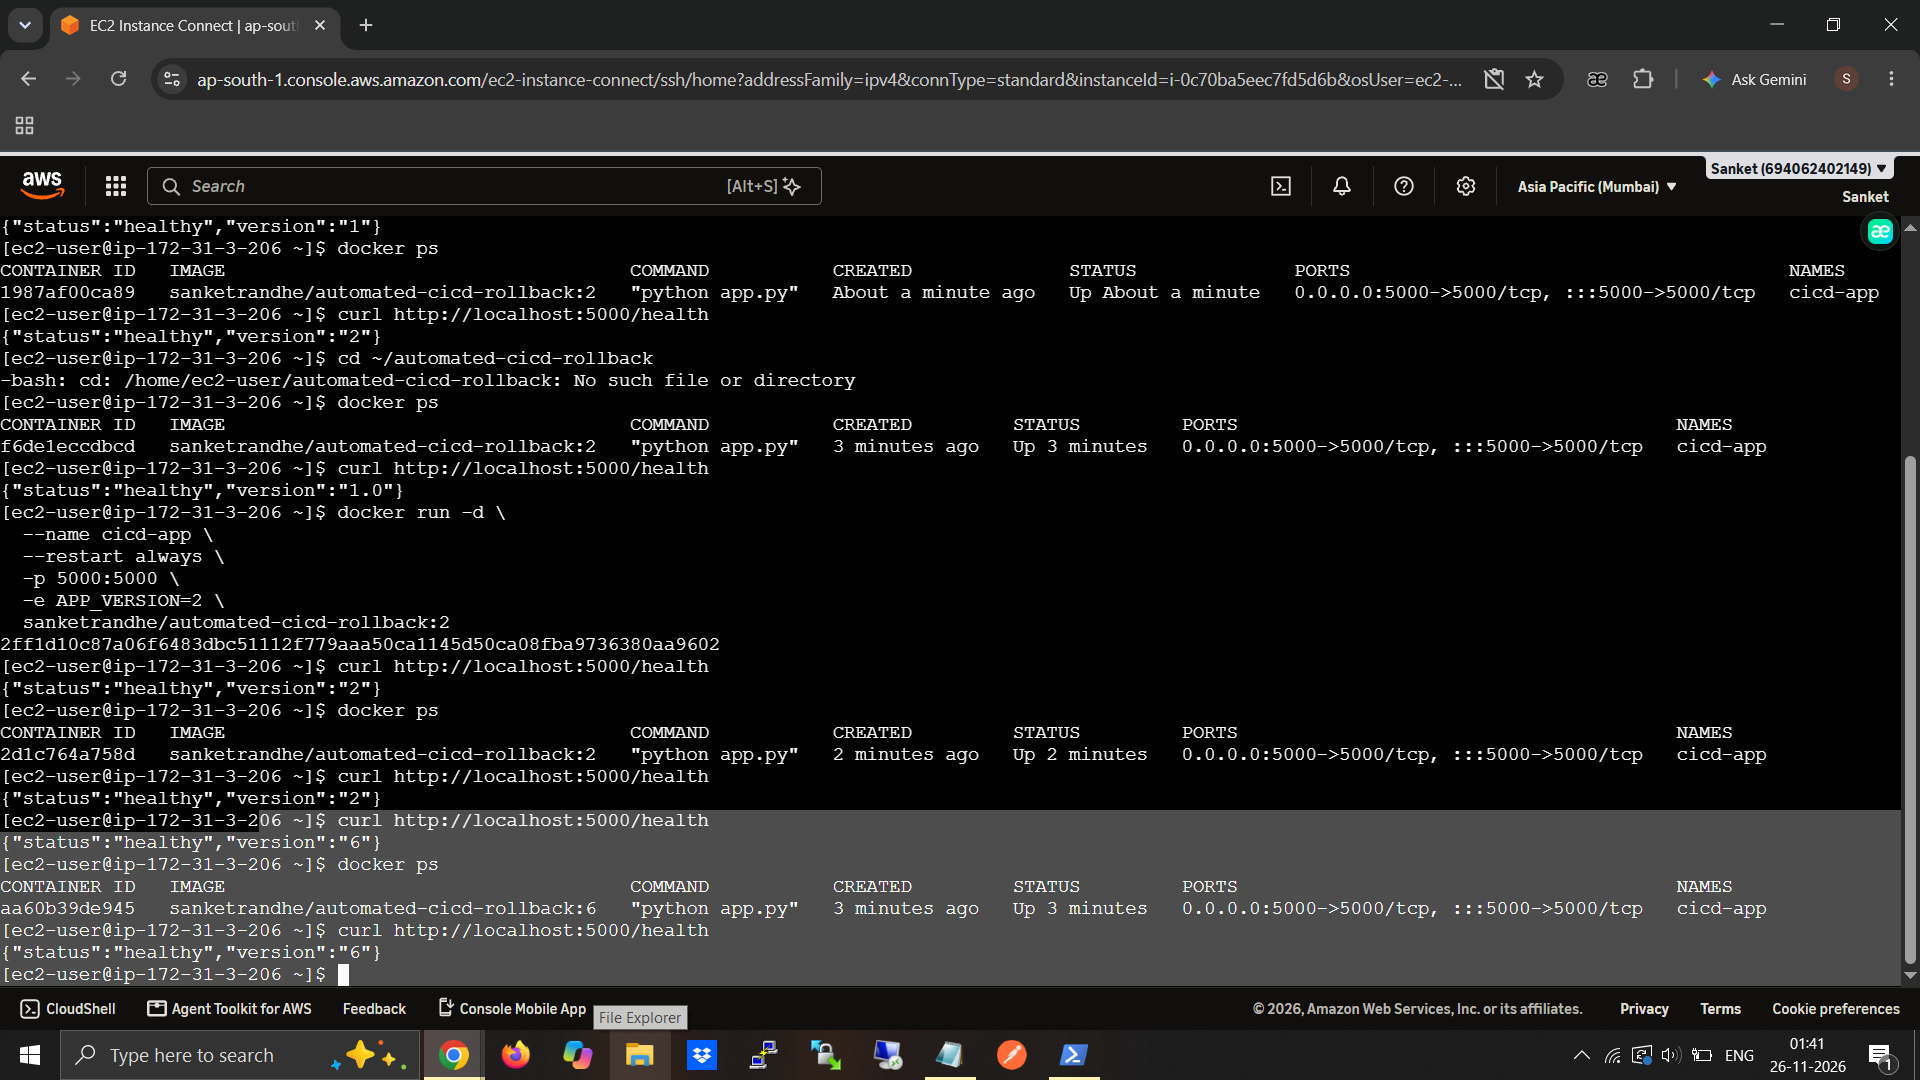 EC2 Instance Connect | ap-sout
ap-south-1.console.aws.amazon.com/ec2-instance-connect/ssh/home?addressFamily=ipv4&connType=standard&instanceId=i-0c70ba5eec7fd5d6b&osUser=ec2-...
æ
Ask Gemini
S
aws
Search
[Alt+S]
Asia Pacific (Mumbai) ▼
Sanket (694062402149) ▼
Sanket
æ
{"status":"healthy","version":"1"}
[ec2-user@ip-172-31-3-206 ~]$ docker ps
CONTAINER ID   IMAGE                                    COMMAND           CREATED              STATUS              PORTS                                       NAMES
1987af00ca89   sanketrandhe/automated-cicd-rollback:2   "python app.py"   About a minute ago   Up About a minute   0.0.0.0:5000->5000/tcp, :::5000->5000/tcp   cicd-app
[ec2-user@ip-172-31-3-206 ~]$ curl http://localhost:5000/health
{"status":"healthy","version":"2"}
[ec2-user@ip-172-31-3-206 ~]$ cd ~/automated-cicd-rollback
-bash: cd: /home/ec2-user/automated-cicd-rollback: No such file or directory
[ec2-user@ip-172-31-3-206 ~]$ docker ps
CONTAINER ID   IMAGE                                    COMMAND           CREATED         STATUS         PORTS                                       NAMES
f6de1eccdbcd   sanketrandhe/automated-cicd-rollback:2   "python app.py"   3 minutes ago   Up 3 minutes   0.0.0.0:5000->5000/tcp, :::5000->5000/tcp   cicd-app
[ec2-user@ip-172-31-3-206 ~]$ curl http://localhost:5000/health
{"status":"healthy","version":"1.0"}
[ec2-user@ip-172-31-3-206 ~]$ docker run -d \
  --name cicd-app \
  --restart always \
  -p 5000:5000 \
  -e APP_VERSION=2 \
  sanketrandhe/automated-cicd-rollback:2
2ff1d10c87a06f6483dbc51112f779aaa50ca1145d50ca08fba9736380aa9602
[ec2-user@ip-172-31-3-206 ~]$ curl http://localhost:5000/health
{"status":"healthy","version":"2"}
[ec2-user@ip-172-31-3-206 ~]$ docker ps
CONTAINER ID   IMAGE                                    COMMAND           CREATED         STATUS         PORTS                                       NAMES
2d1c764a758d   sanketrandhe/automated-cicd-rollback:2   "python app.py"   2 minutes ago   Up 2 minutes   0.0.0.0:5000->5000/tcp, :::5000->5000/tcp   cicd-app
[ec2-user@ip-172-31-3-206 ~]$ curl http://localhost:5000/health
{"status":"healthy","version":"2"}
[ec2-user@ip-172-31-3-206 ~]$ curl http://localhost:5000/health
{"status":"healthy","version":"6"}
[ec2-user@ip-172-31-3-206 ~]$ docker ps
CONTAINER ID   IMAGE                                    COMMAND           CREATED         STATUS         PORTS                                       NAMES
aa60b39de945   sanketrandhe/automated-cicd-rollback:6   "python app.py"   3 minutes ago   Up 3 minutes   0.0.0.0:5000->5000/tcp, :::5000->5000/tcp   cicd-app
[ec2-user@ip-172-31-3-206 ~]$ curl http://localhost:5000/health
{"status":"healthy","version":"6"}
[ec2-user@ip-172-31-3-206 ~]$
CloudShell
Agent Toolkit for AWS
Feedback
Console Mobile App
© 2026, Amazon Web Services, Inc. or its affiliates.
Privacy
Terms
Cookie preferences
File Explorer
Type here to search
ENG
01:41
26-11-2026
1